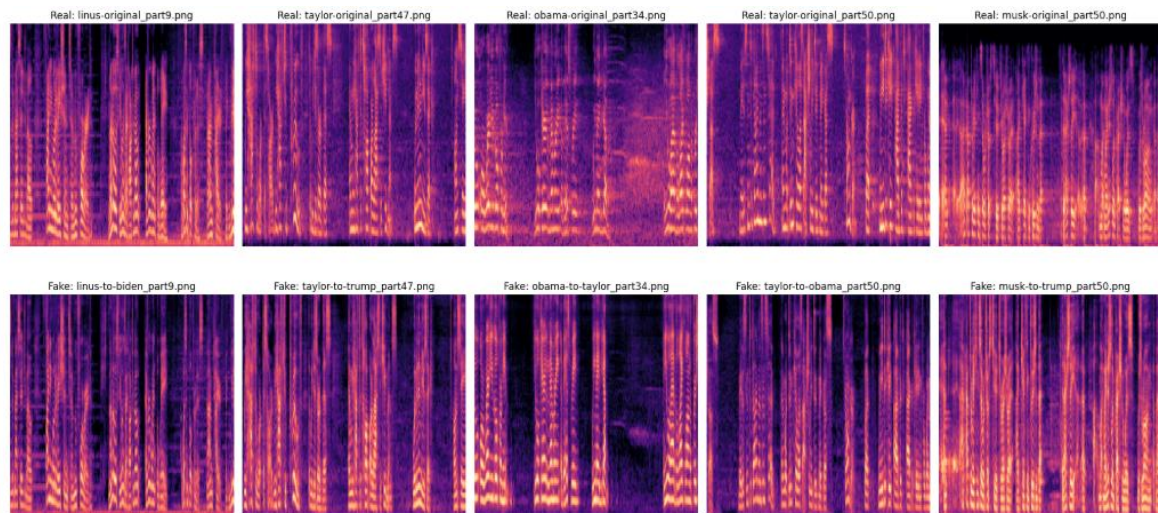 Real: linus-original_part9.png
Real: taylor-original_part47.png
Real: obama-original_part34.png
Real: taylor-original_part50.png
Real: musk-original_part50.png
Fake: linus-to-biden_part9.png
Fake: taylor-to-trump_part47.png
Fake: obama-to-taylor_part34.png
Fake: taylor-to-obama_part50.png
Fake: musk-to-trump_part50.png